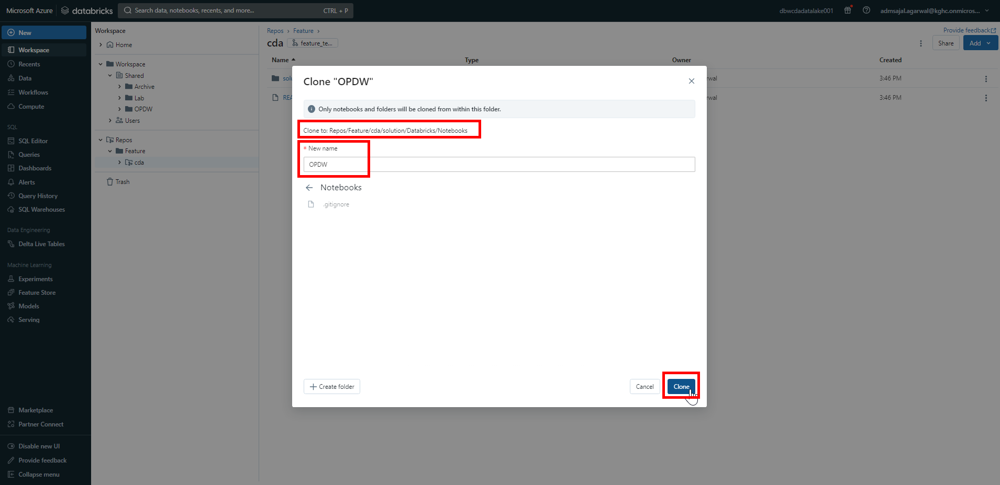 Microsoft Azure databricks Search data, notebooks, recents, and more... CTRL + P dbwcdadatalake001 admsajal.agarwal@kghc.onmicros...
New
Workspace
Recents
Data
Workflows
Compute
SQL
SQL Editor
Queries
Dashboards
Alerts
Query History
SQL Warehouses
Data Engineering
Delta Live Tables
Machine Learning
Experiments
Feature Store
Models
Serving
Marketplace
Partner Connect
Disable new UI
Provide feedback
Collapse menu
Workspace
Home
Workspace
Shared
Archive
Lab
OPDW
Users
Repos
Feature
cda
Trash
Repos › Feature ›
Provide feedback
cda feature_te...
Share Add
Name Type Owner Created
3:46 PM
3:46 PM
Clone "OPDW"
Only notebooks and folders will be cloned from within this folder.
Clone to: Repos/Feature/cda/solution/Databricks/Notebooks
* New name
OPDW
Notebooks
.gitignore
Create folder
Cancel Clone